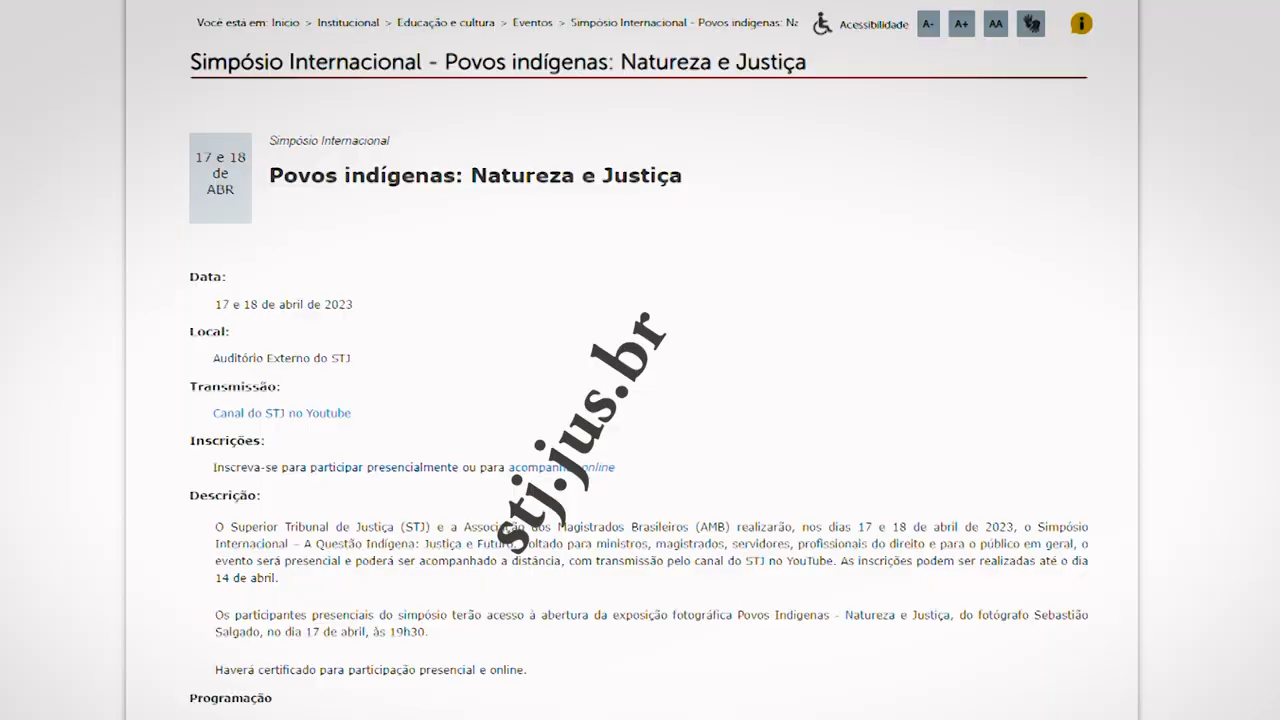 Você está em: Início > Institucional > Educação e cultura > Eventos > Simpósio Internacional - Povos indígenas: Na
Acessibilidade A- A+ AA i
Simpósio Internacional - Povos indígenas: Natureza e Justiça
17 e 18
de
ABR
Simpósio Internacional
Povos indígenas: Natureza e Justiça
Data:
17 e 18 de abril de 2023
Local:
Auditório Externo do STJ
Transmissão:
Canal do STJ no Youtube
Inscrições:
Inscreva-se para participar presencialmente ou para online
Descrição:
O Superior Tribunal de Justiça (STJ) e a Associação dos Magistrados Brasileiros (AMB) realizarão, nos dias 17 e 18 de abril de 2023, o Simpósio
Internacional – A Questão Indígena: Justiça e Futuro. Voltado para ministros, magistrados, servidores, profissionais do direito e para o público em geral, o
evento será presencial e poderá ser acompanhado a distância, com transmissão pelo canal do STJ no YouTube. As inscrições podem ser realizadas até o dia
14 de abril.
Os participantes presenciais do simpósio terão acesso à abertura da exposição fotográfica Povos Indígenas - Natureza e Justiça, do fotógrafo Sebastião
Salgado, no dia 17 de abril, às 19h30.
Haverá certificado para participação presencial e online.
Programação
stj.jus.br